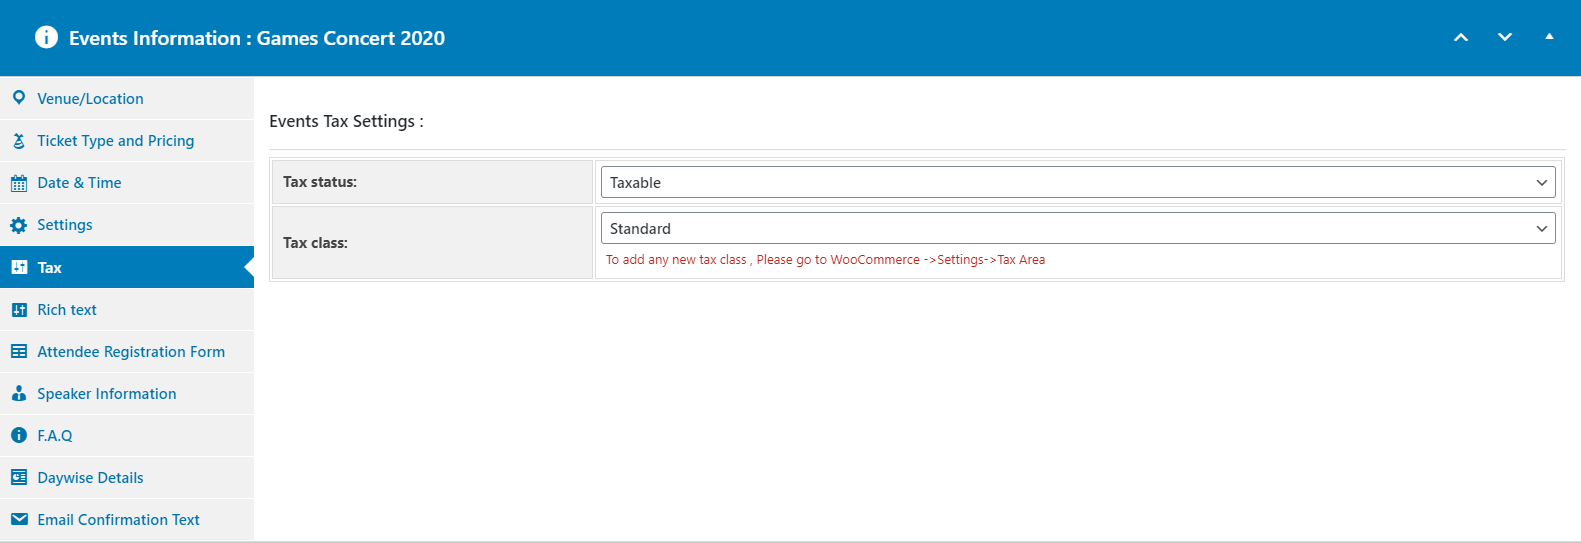 Events Information : Games Concert 2020
Venue/Location
Ticket Type and Pricing
Date & Time
Settings
Tax
Rich text
Attendee Registration Form
Speaker Information
F.A.Q
Daywise Details
Email Confirmation Text
Events Tax Settings :
Tax status:
Taxable
Tax class:
Standard
To add any new tax class , Please go to WooCommerce ->Settings->Tax Area